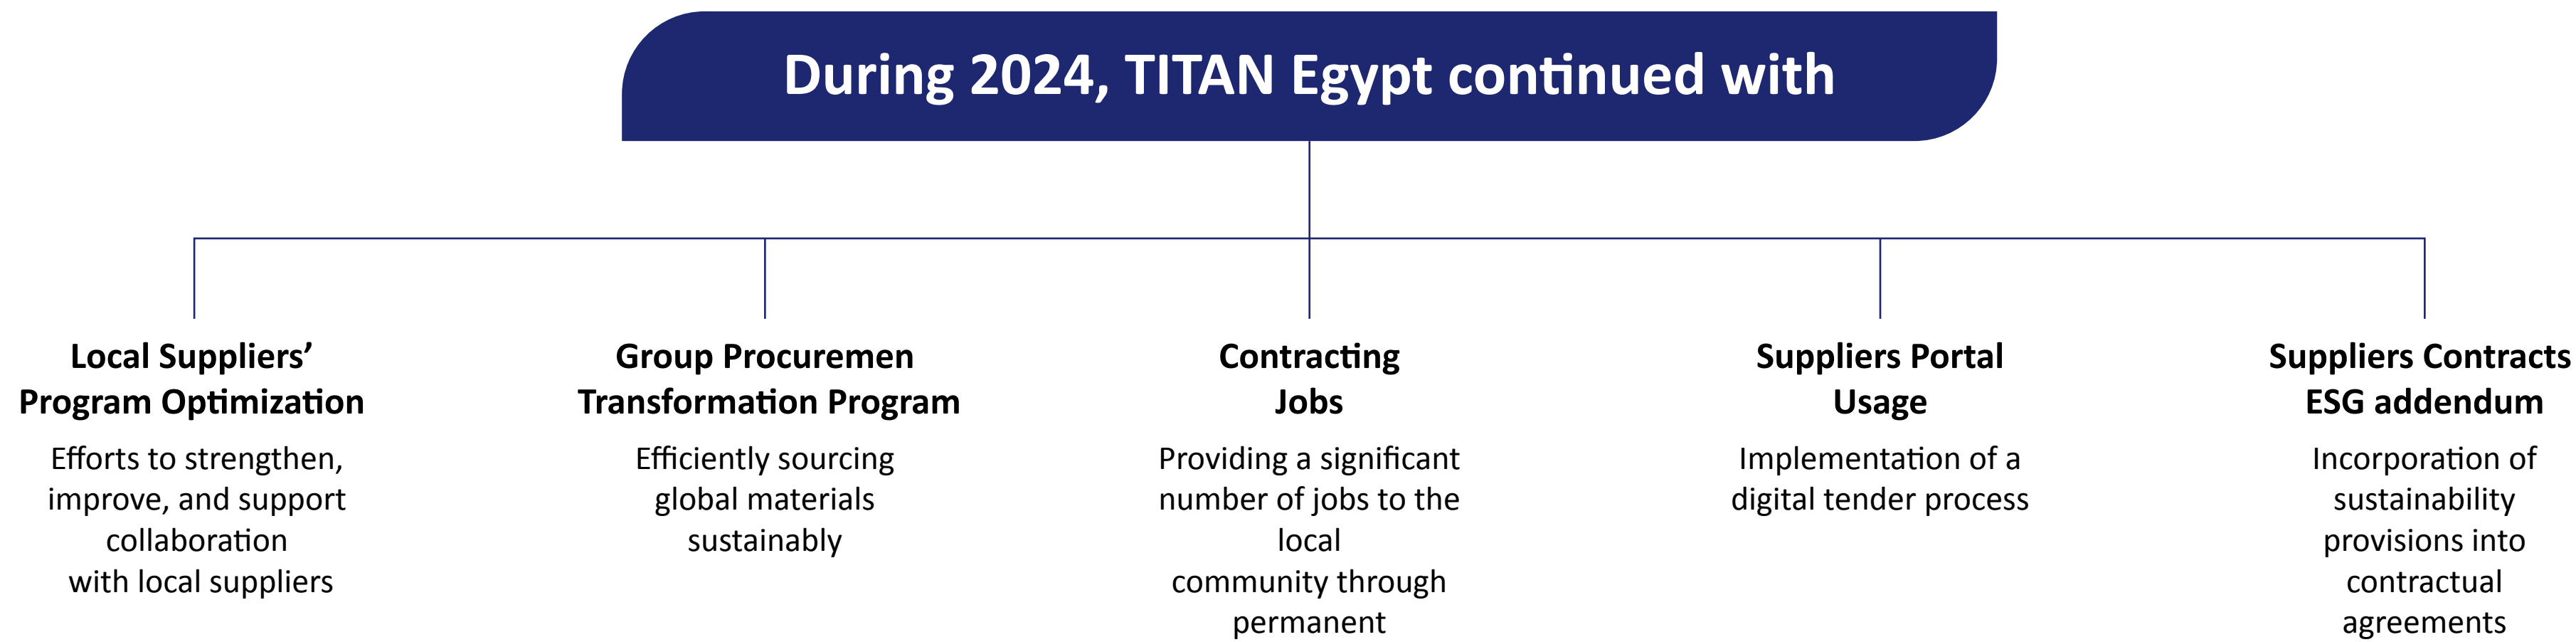 During 2024, TITAN Egypt continued with
Local Suppliers’
Program Optimization
Efforts to strengthen,
improve, and support
collaboration
with local suppliers
Group Procuremen
Transformation Program
Efficiently sourcing
global materials
sustainably
Contracting
Jobs
Providing a significant
number of jobs to the
local
community through
permanent
Suppliers Portal
Usage
Implementation of a
digital tender process
Suppliers Contracts
ESG addendum
Incorporation of
sustainability
provisions into
contractual
agreements